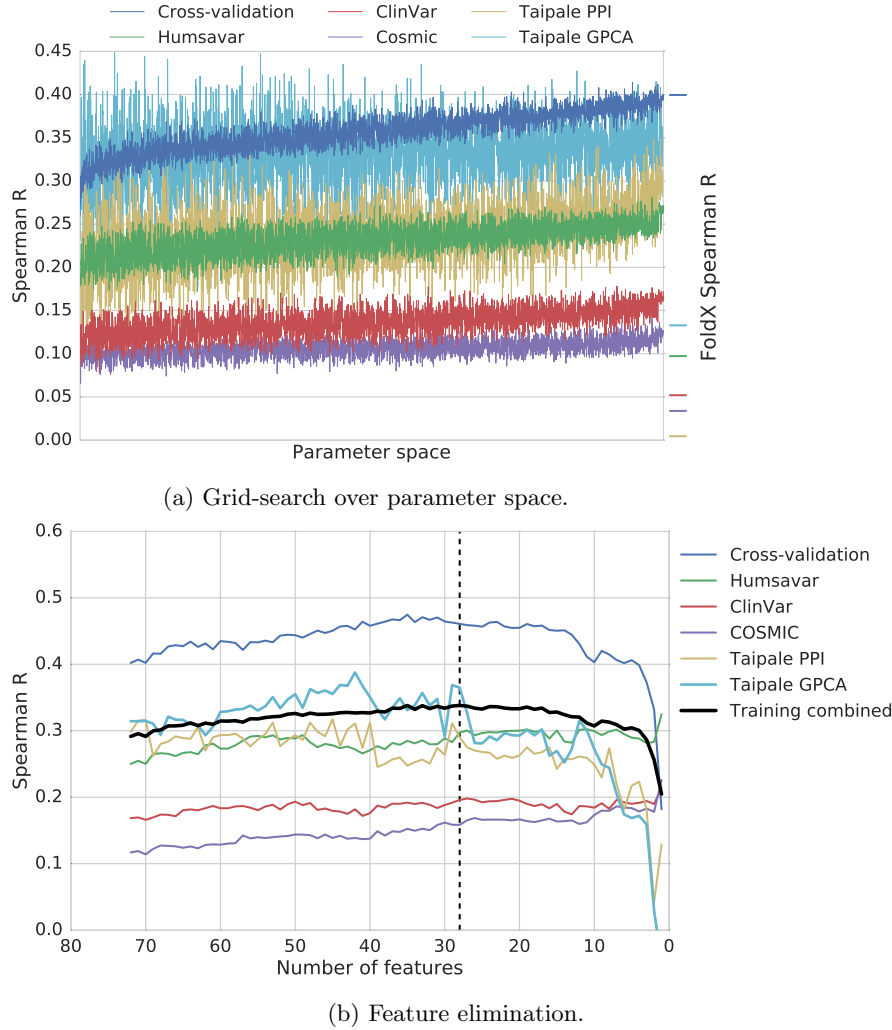 Cross-validation ClinVar Taipale PPI
Humsavar Cosmic Taipale GPCA
0.45
0.40
0.35
0.30
0.25
0.20
0.15
0.10
0.05
0.00
Spearman R
FoldX Spearman R
Parameter space
(a) Grid-search over parameter space.
0.6
0.5
0.4
0.3
0.2
0.1
0.0
Spearman R
80 70 60 50 40 30 20 10 0
Number of features
Cross-validation
Humsavar
ClinVar
COSMIC
Taipale PPI
Taipale GPCA
Training combined
(b) Feature elimination.